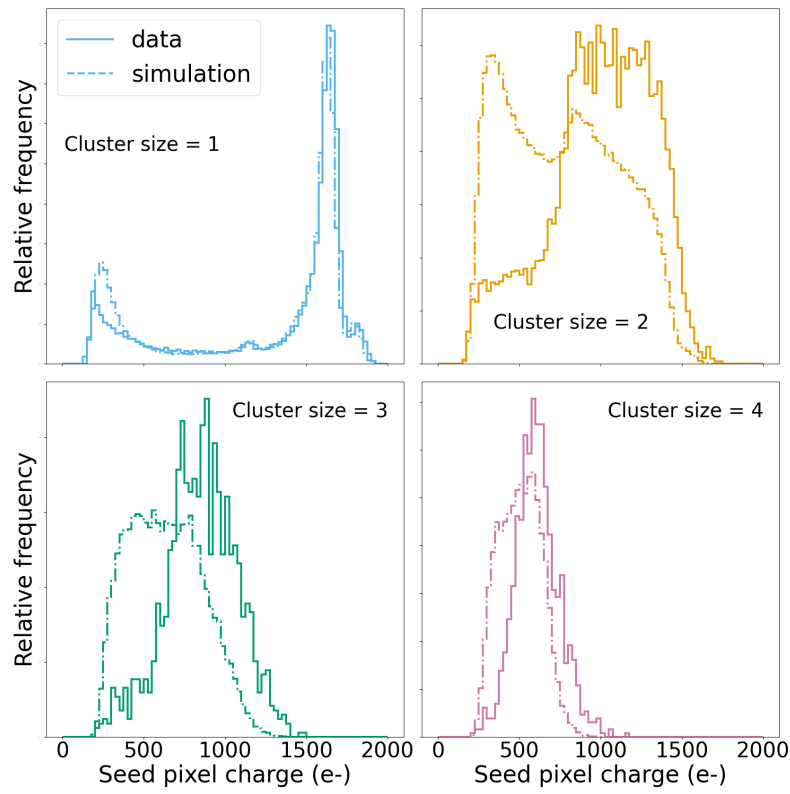 data
simulation
Cluster size = 1
Relative frequency
Cluster size = 2
Cluster size = 3
Cluster size = 4
Relative frequency
0 500 1000 1500 2000
0 500 1000 1500 2000
Seed pixel charge (e-)
Seed pixel charge (e-)